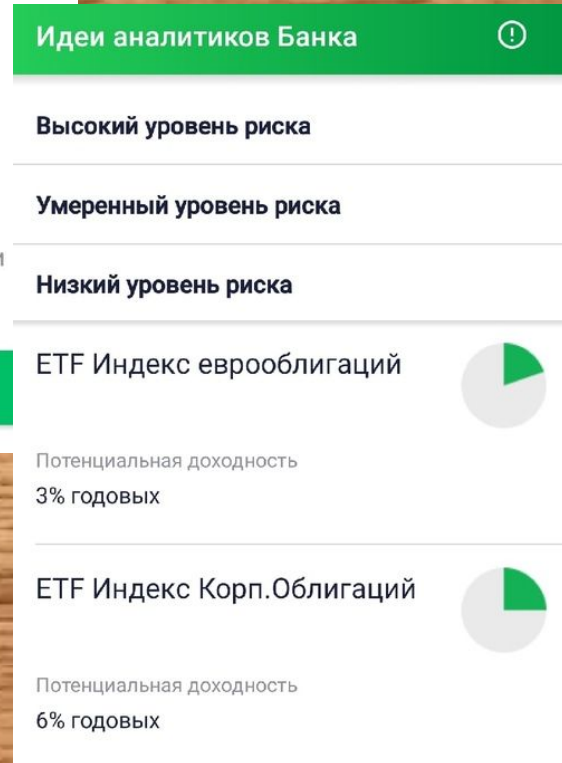 Идеи аналитиков Банка
Высокий уровень риска
Умеренный уровень риска
Низкий уровень риска
ETF Индекс еврооблигаций
Потенциальная доходность
3% годовых
ETF Индекс Корп.Облигаций
Потенциальная доходность
6% годовых